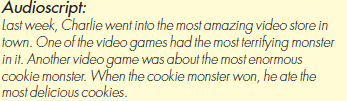 Audioscript:
Last week, Charlie went into the most amazing video store in
town. One of the video games had the most terrifying monster
in it. Another video game was about the most enormous
cookie monster. When the cookie monster won, he ate the
most delicious cookies.